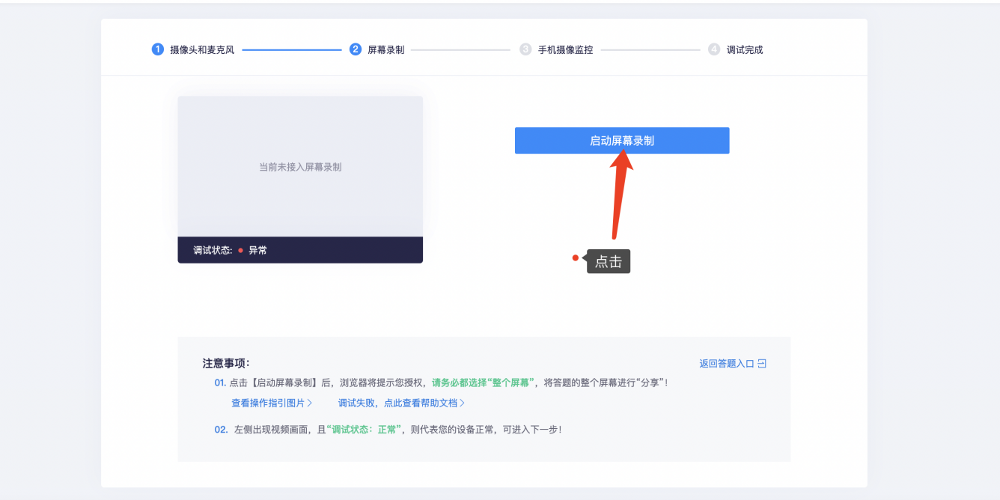 1 摄像头和麦克风 2 屏幕录制 3 手机摄像监控 4 调试完成
启动屏幕录制
当前未接入屏幕录制
调试状态: 异常
点击
注意事项: 返回答题入口
01. 点击【启动屏幕录制】后，浏览器将提示您授权，请务必都选择“整个屏幕”，将答题的整个屏幕进行“分享”！
查看操作指引图片> 调试失败，点此查看帮助文档>
02. 左侧出现视频画面，且“调试状态：正常”，则代表您的设备正常，可进入下一步！